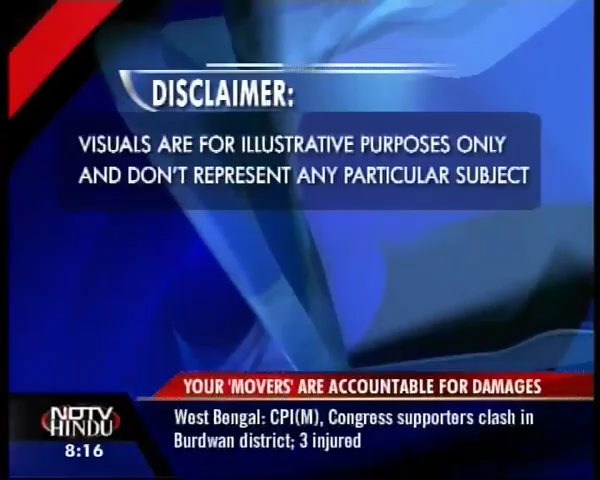 DISCLAIMER:
VISUALS ARE FOR ILLUSTRATIVE PURPOSES ONLY
AND DON'T REPRESENT ANY PARTICULAR SUBJECT
YOUR 'MOVERS' ARE ACCOUNTABLE FOR DAMAGES
NDTV
HINDU
8:16
West Bengal: CPI(M), Congress supporters clash in
Burdwan district; 3 injured